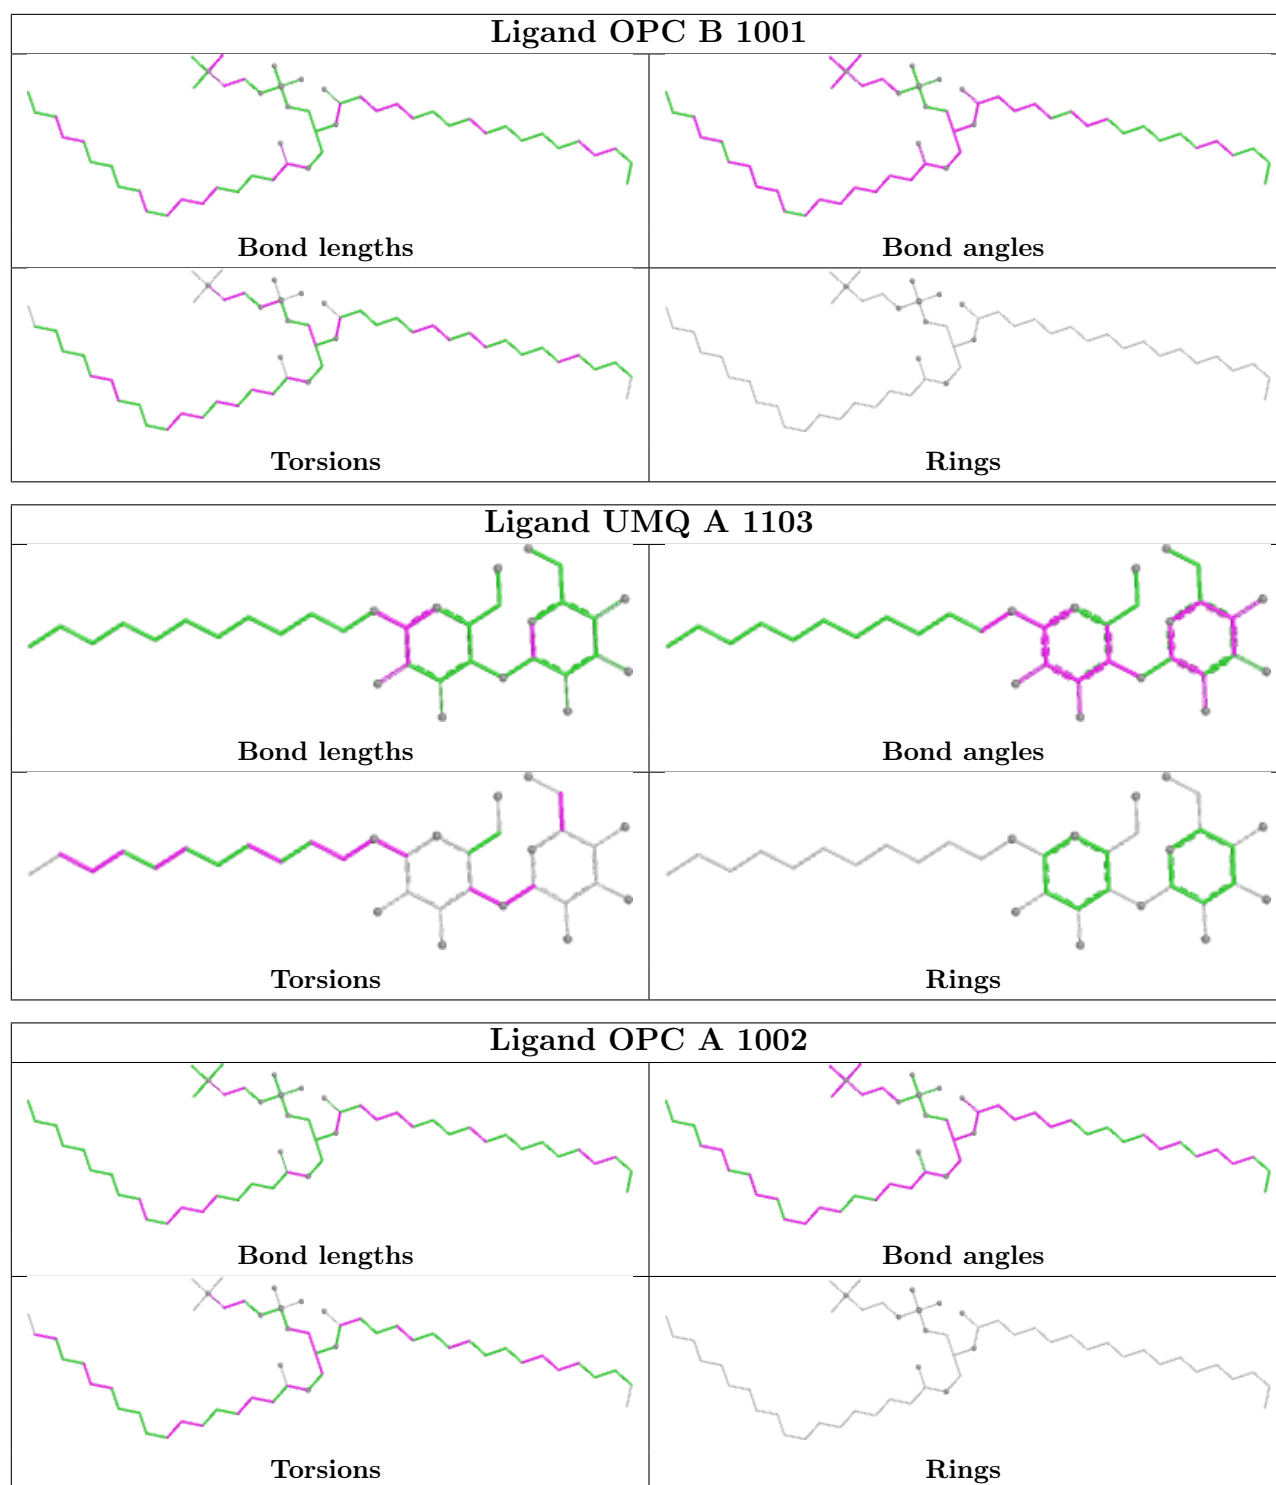 Ligand OPC B 1001
Bond lengths
Bond angles
Torsions
Rings
Ligand UMQ A 1103
Bond lengths
Bond angles
Torsions
Rings
Ligand OPC A 1002
Bond lengths
Bond angles
Torsions
Rings